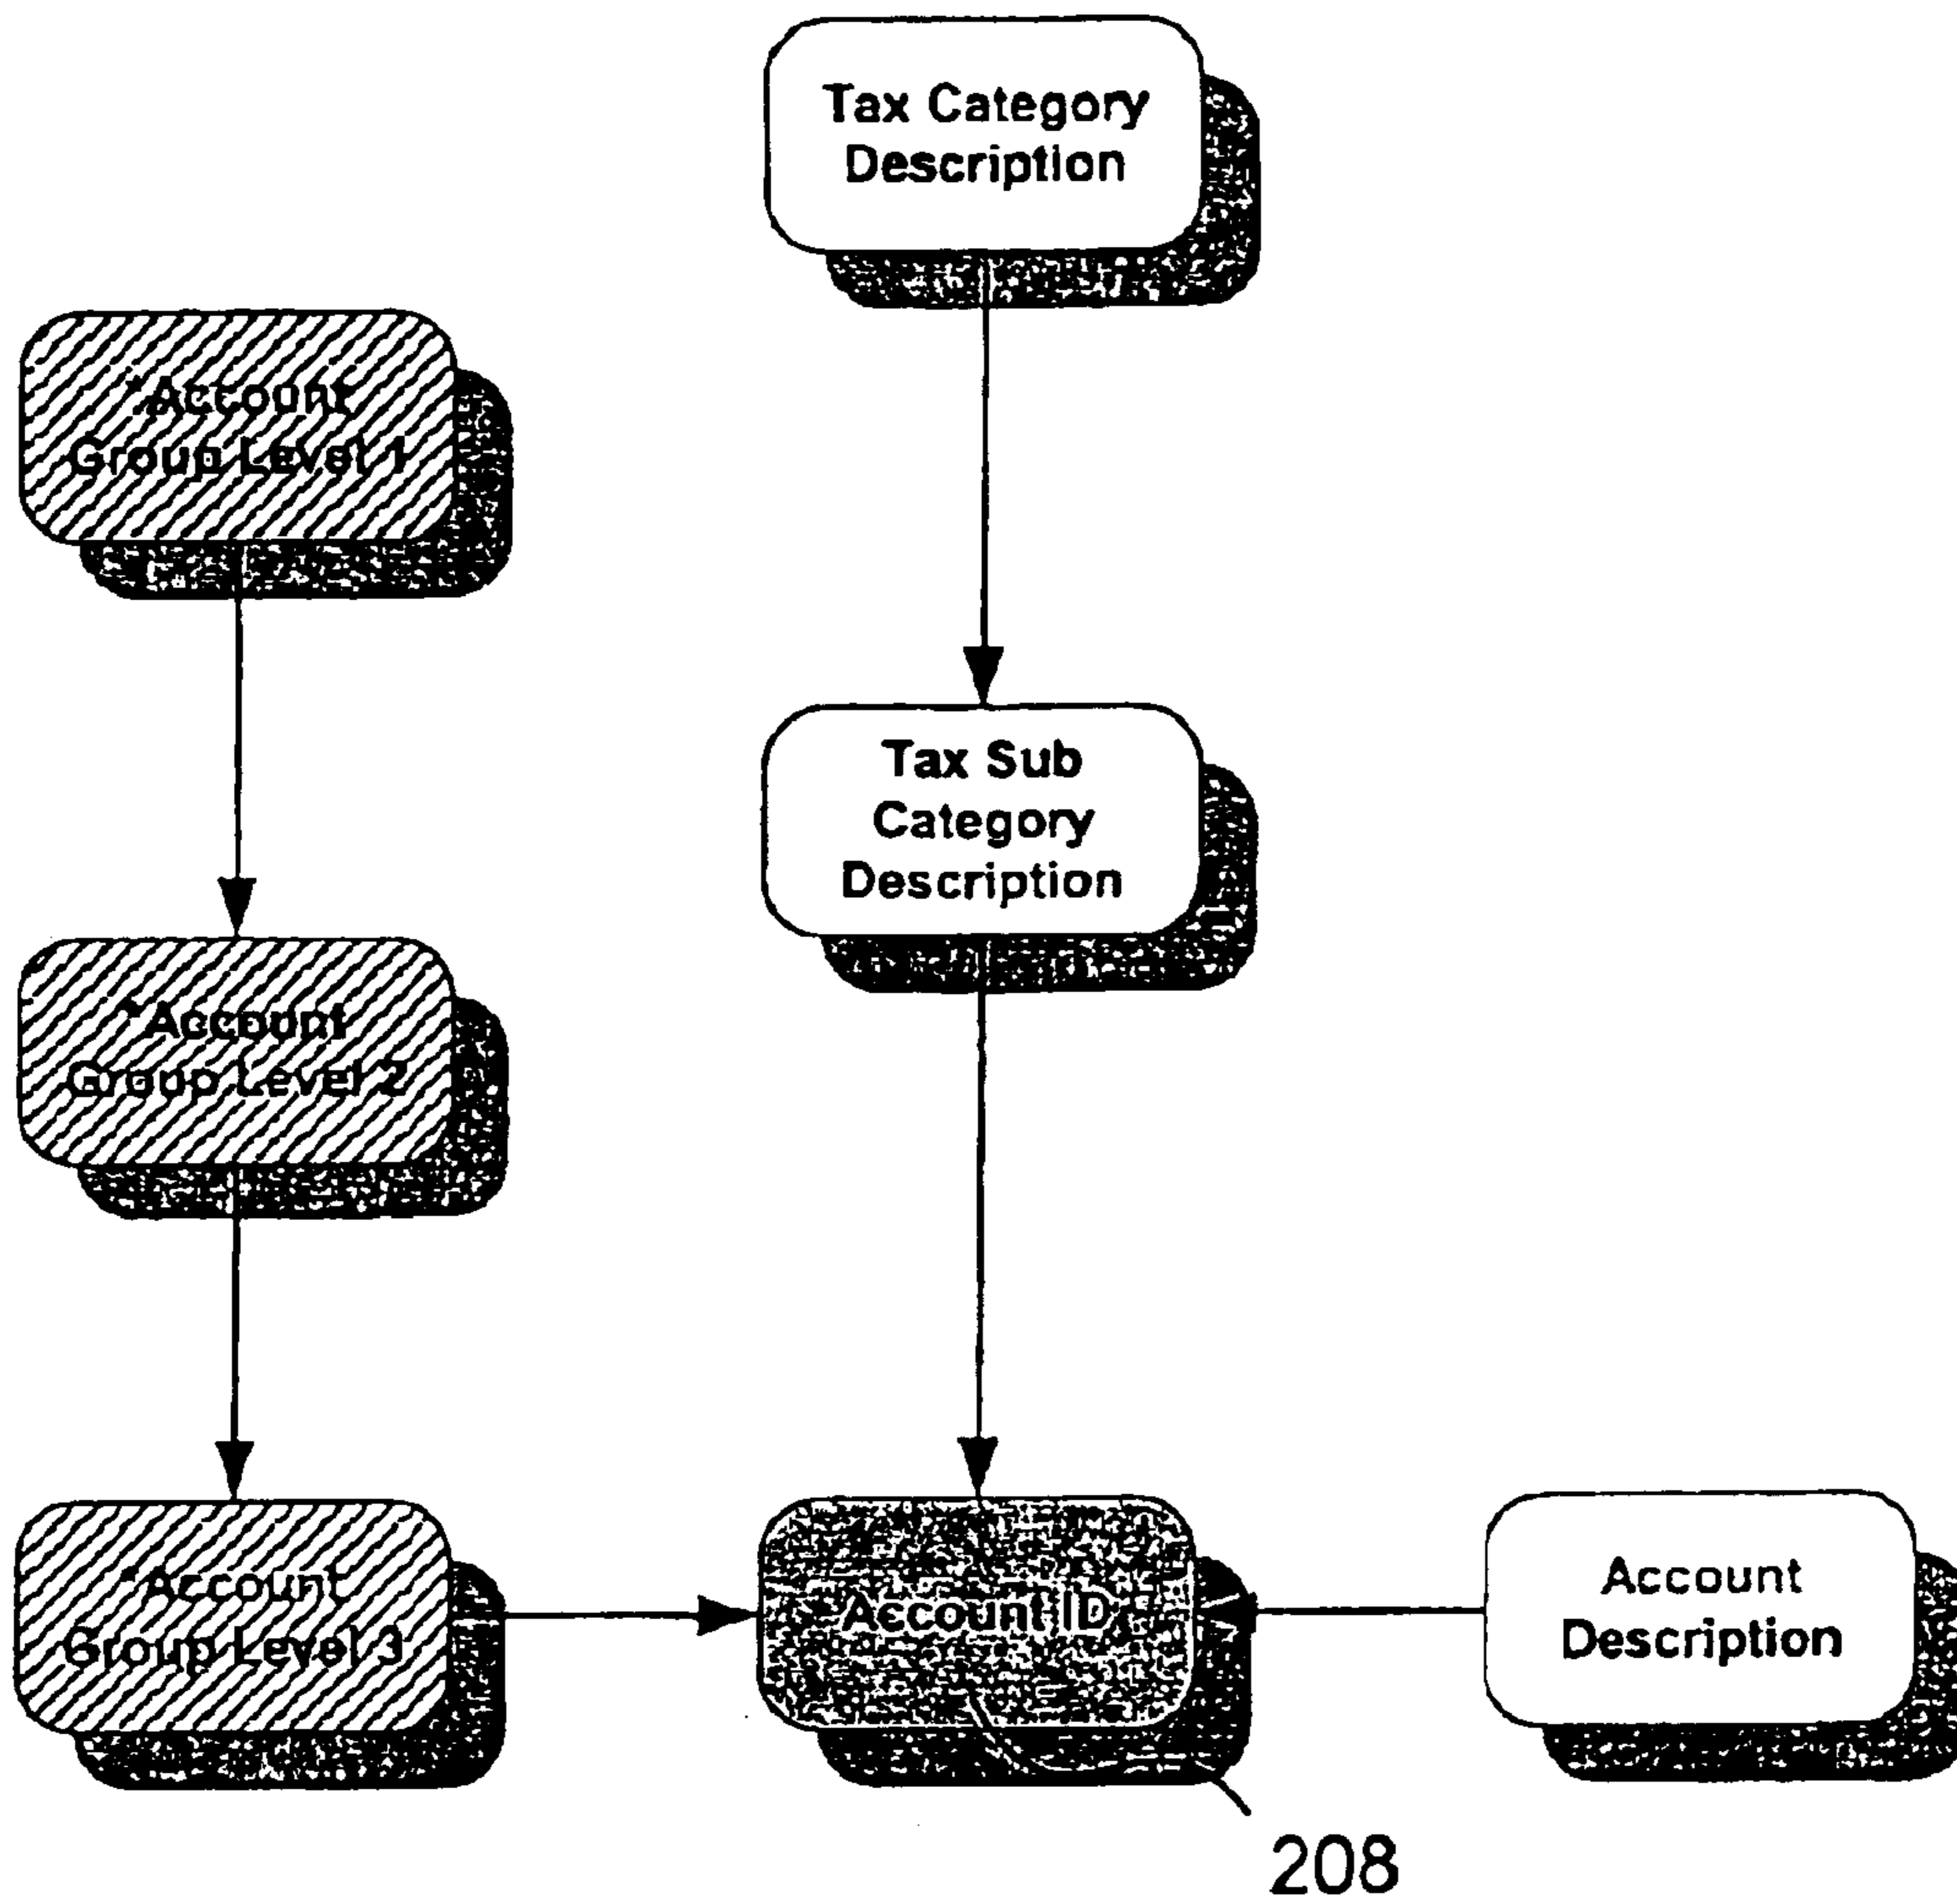 Tax Category
Description
*Account
Group Level 1
Tax Sub
Category
Description
*Account
Group Level 2
*Account
Group Level 3
Account ID
Account
Description
208